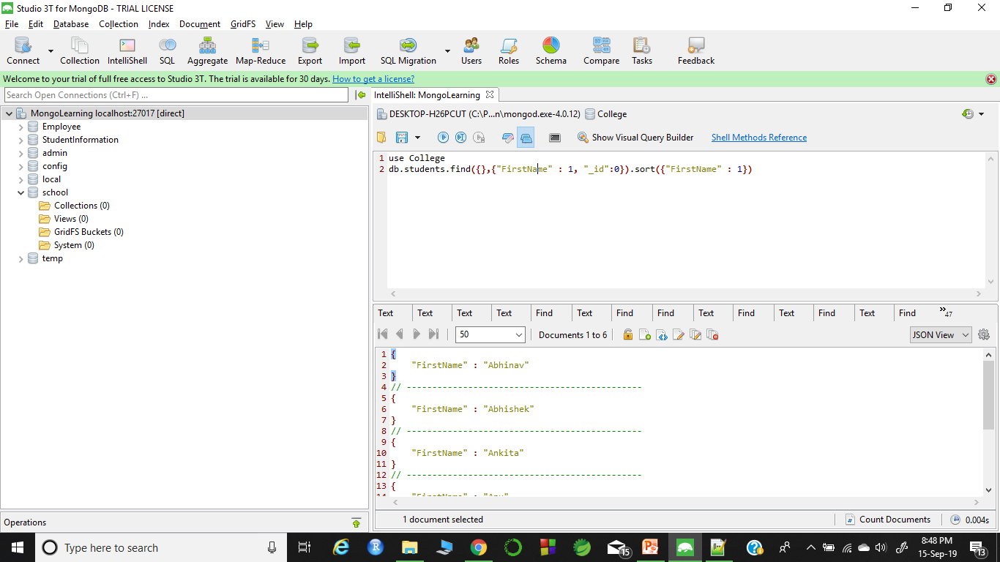 Studio 3T for MongoDB - TRIAL LICENSE
File Edit Database Collection Index Document GridFS View Help
Connect Collection IntelliShell SQL Aggregate Map-Reduce Export Import SQL Migration Users Roles Schema Compare Tasks Feedback
Welcome to your trial of full free access to Studio 3T. The trial is available for 30 days. How to get a license?
Search Open Connections (Ctrl+F) ...
MongoLearning localhost:27017 [direct]
Employee
StudentInformation
admin
config
local
school
Collections (0)
Views (0)
GridFS Buckets (0)
System (0)
temp
Operations
IntelliShell: MongoLearning
DESKTOP-H26PCUT (C:\P...n\mongod.exe-4.0.12) College
Show Visual Query Builder Shell Methods Reference
1 use College
2 db.students.find({},{"FirstName" : 1, "_id":0}).sort({"FirstName" : 1})
Text Text Text Text Find Text Find Find Text Find Text Find Text Find 47
50 Documents 1 to 6 JSON View
1 {
2 "FirstName" : "Abhinav"
3 }
4 // ----------------------------------------------
5 {
6 "FirstName" : "Abhishek"
7 }
8 // ----------------------------------------------
9 {
10 "FirstName" : "Ankita"
11 }
12 // ----------------------------------------------
13 {
14 "FirstName" :
1 document selected Count Documents 0.004s
Type here to search 15 8:48 PM
15-Sep-19 13